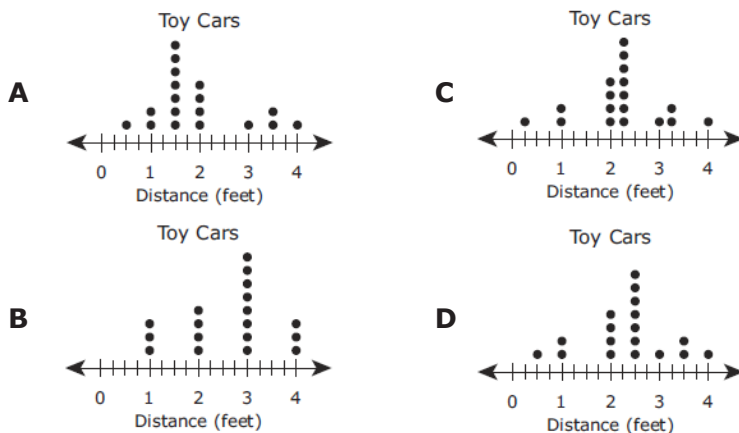 A
Toy Cars
0 1 2 3 4
Distance (feet)
C
Toy Cars
0 1 2 3 4
Distance (feet)
B
Toy Cars
0 1 2 3 4
Distance (feet)
D
Toy Cars
0 1 2 3 4
Distance (feet)